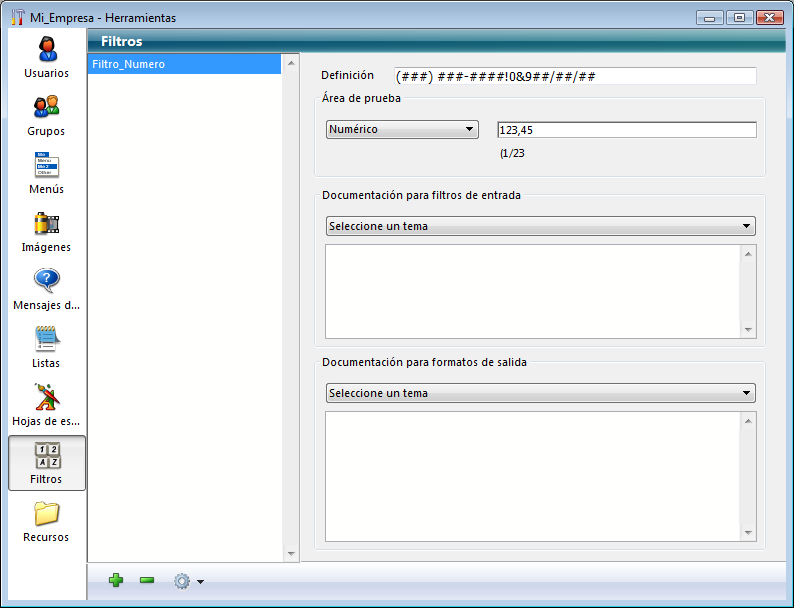 Mi_Empresa - Herramientas
Usuarios
Grupos
Menús
Imágenes
Mensajes d...
Listas
Hojas de es...
1 2
A Z
Filtros
Recursos
Filtros
Filtro_Numero
Definición
(###) ###-####!0&9##/##/##
Área de prueba
Numérico
123,45
(1/23
Documentación para filtros de entrada
Seleccione un tema
Documentación para formatos de salida
Seleccione un tema